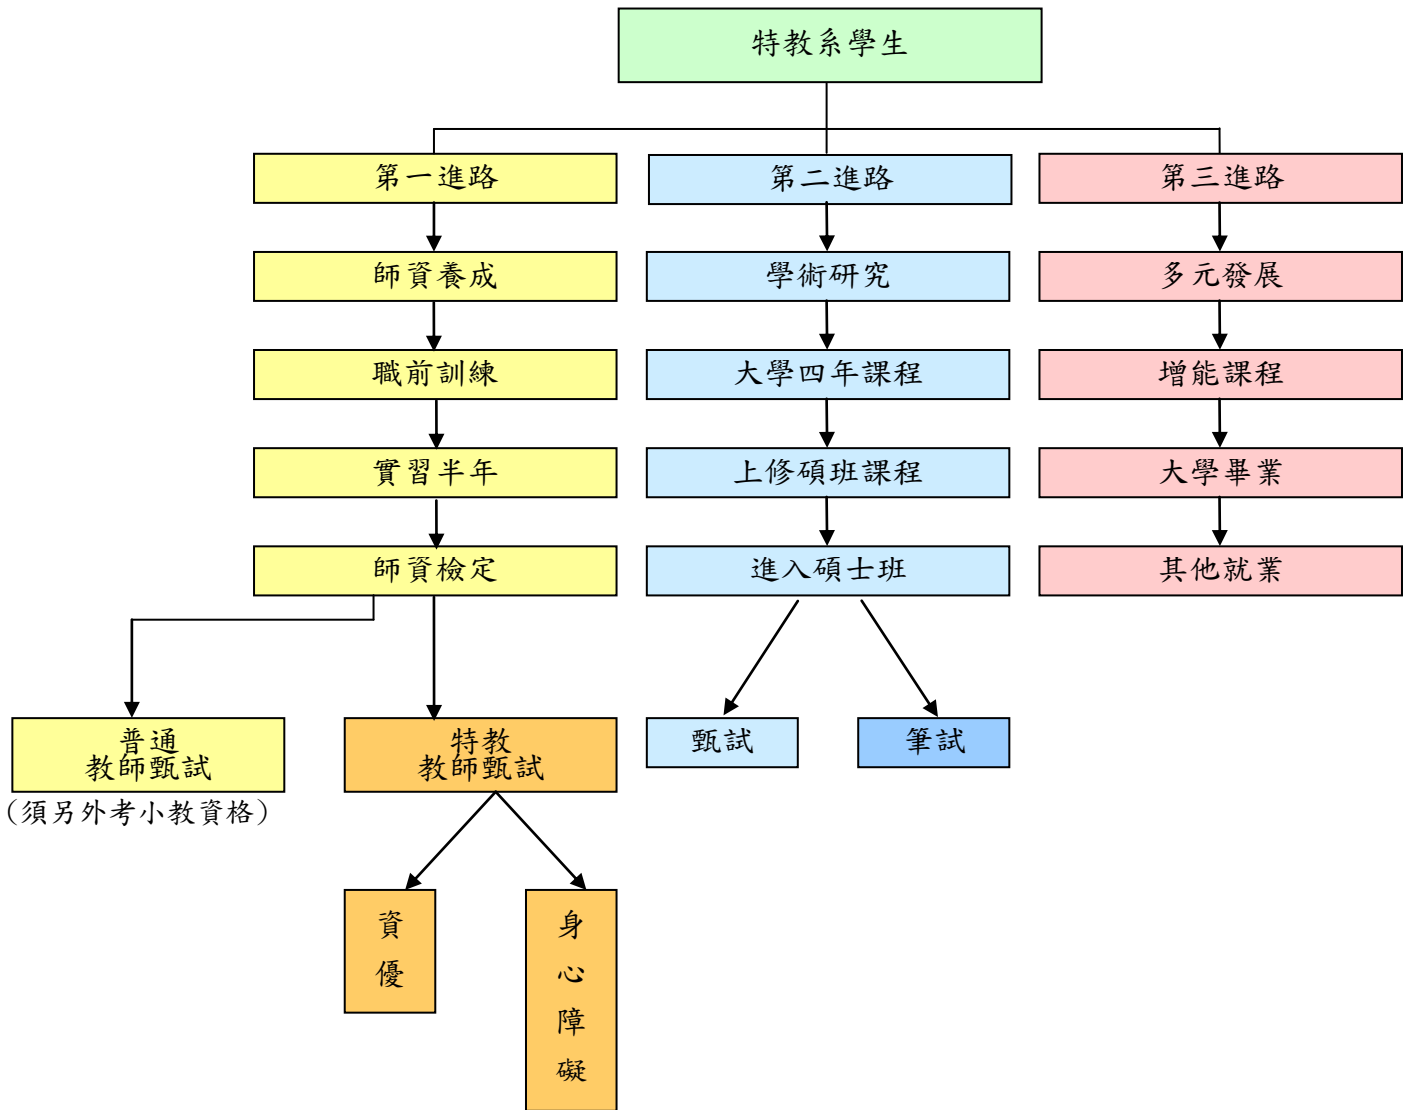 特教系學生
第一進路
第二進路
第三進路
師資養成
學術研究
多元發展
職前訓練
大學四年課程
增能課程
實習半年
上修碩班課程
大學畢業
師資檢定
進入碩士班
其他就業
普通
教師甄試
(須另外考小教資格)
特教
教師甄試
甄試
筆試
資
優
身
心
障
礙